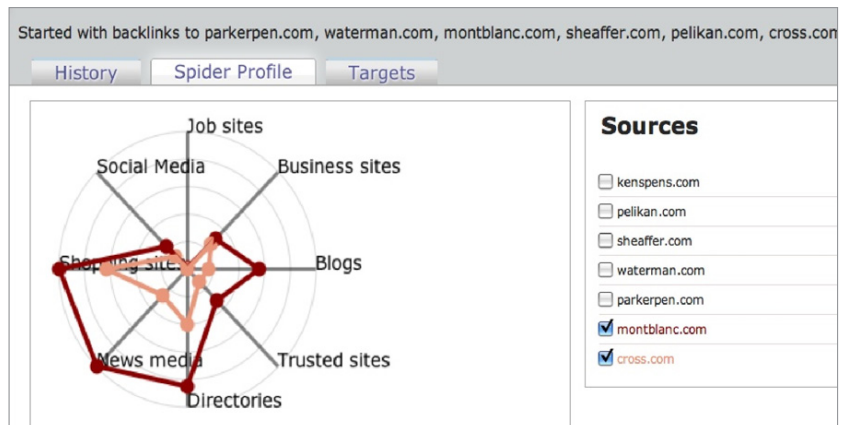 Started with backlinks to parkerpen.com, waterman.com, montblanc.com, sheaffer.com, pelikan.com, cross.com
History
Spider Profile
Targets
Job sites
Social Media
Business sites
Shopping sites
Blogs
News media
Trusted sites
Directories
Sources
kenspens.com
pelikan.com
sheaffer.com
waterman.com
parkerpen.com
montblanc.com
cross.com